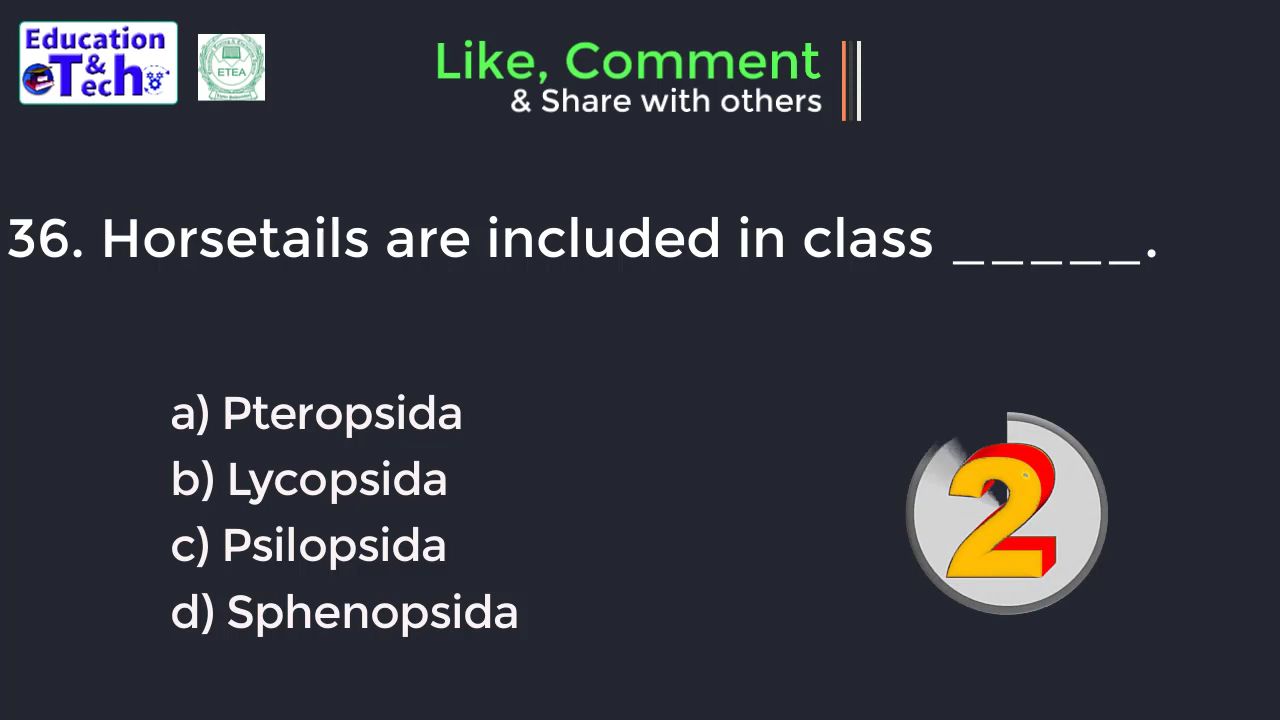 Education
&
Tech
ETEA
Like, Comment
& Share with others
36. Horsetails are included in class _ _ _ _ _.
a) Pteropsida
b) Lycopsida
c) Psilopsida
d) Sphenopsida
2